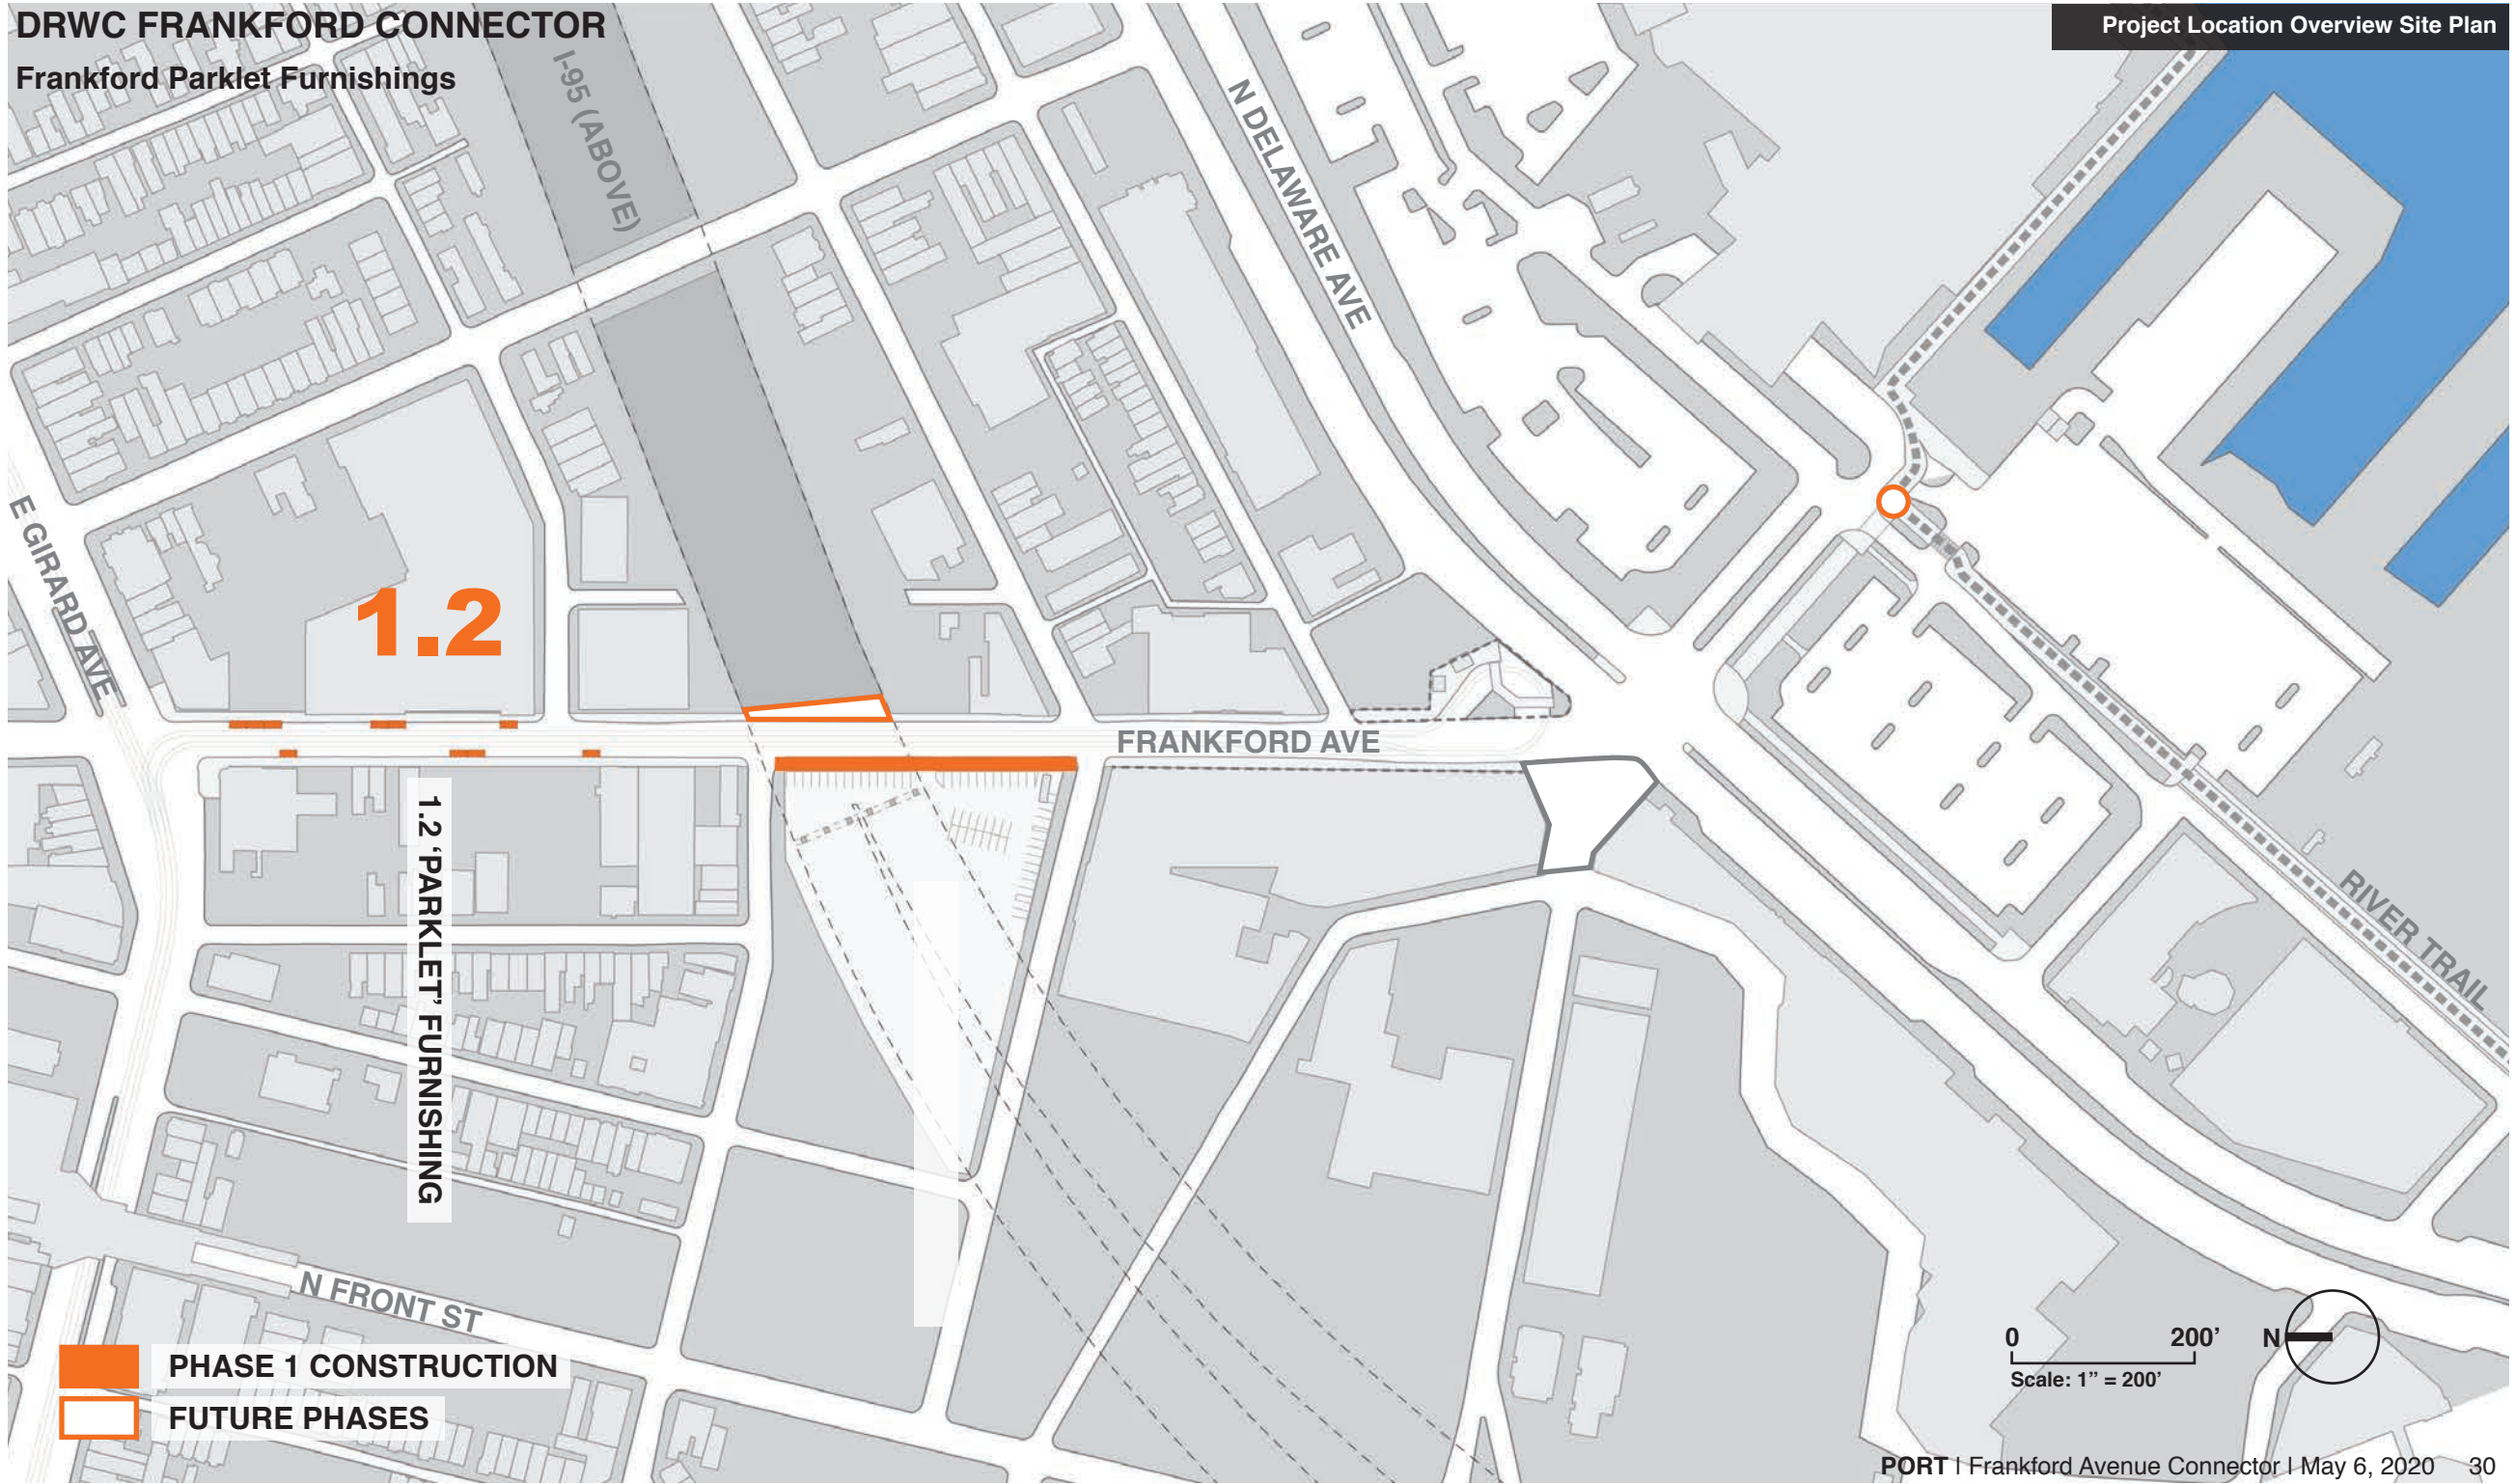 DRWC FRANKFORD CONNECTOR
Frankford Parklet Furnishings
Project Location Overview Site Plan
I-95 (ABOVE)
N DELAWARE AVE
E GIRARD AVE
1.2
FRANKFORD AVE
1.2 ‘PARKLET’ FURNISHING
RIVER TRAIL
N FRONT ST
PHASE 1 CONSTRUCTION
FUTURE PHASES
0 200’ N
Scale: 1” = 200’
PORT | Frankford Avenue Connector | May 6, 2020 30